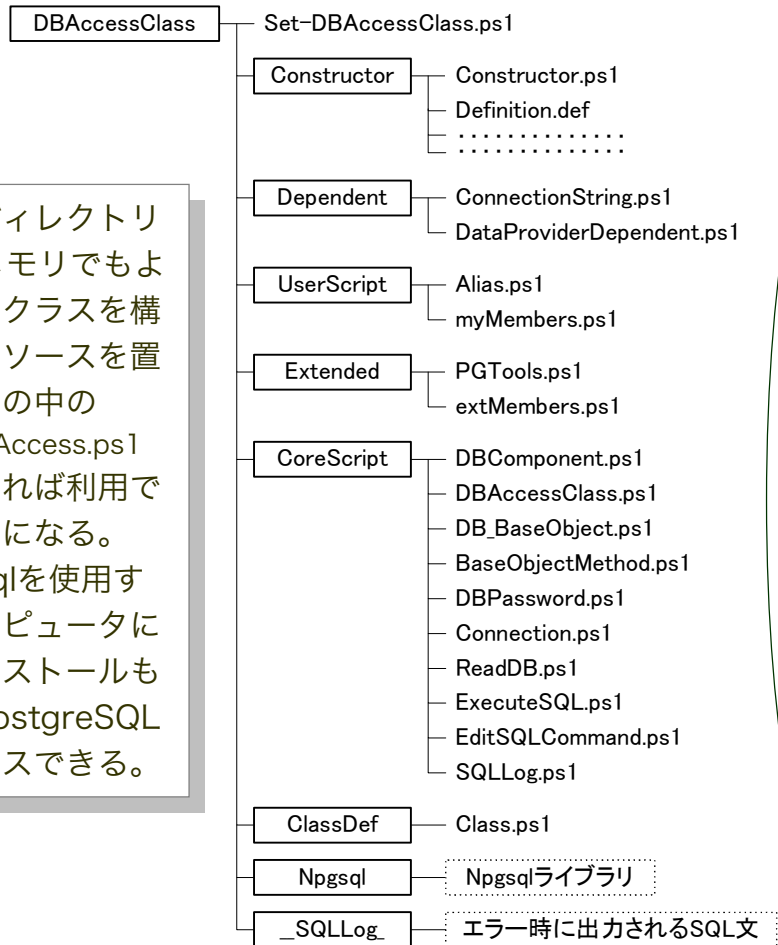 DBAccessClass
Set-DBAccessClass.ps1
Constructor
Constructor.ps1
Definition.def
・・・・・・・・・・・・・・
・・・・・・・・・・・・・・
Dependent
ConnectionString.ps1
DataProviderDependent.ps1
UserScript
Alias.ps1
myMembers.ps1
Extended
PGTools.ps1
extMembers.ps1
CoreScript
DBComponent.ps1
DBAccessClass.ps1
DB_BaseObject.ps1
BaseObjectMethod.ps1
DBPassword.ps1
Connection.ps1
ReadDB.ps1
ExecuteSQL.ps1
EditSQLCommand.ps1
SQLLog.ps1
ClassDef
Class.ps1
Npgsql
Npgsqlライブラリ
_SQLLog_
エラー時に出力されるSQL文
ィレクトリ
モリでもよ
クラスを構
ソースを置
の中の
Access.ps1
れば利用で
になる。
qlを使用す
ピュータに
ストールも
ostgreSQL
スできる。